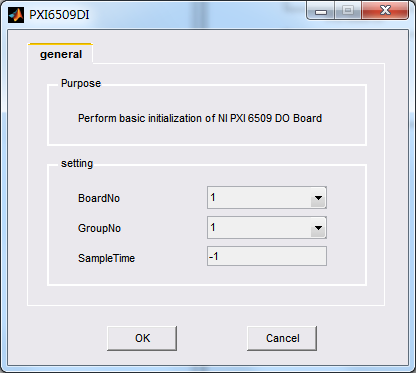 PXI6509DI
general
Purpose
Perform basic initialization of NI PXI 6509 DO Board
setting
BoardNo 1
GroupNo 1
SampleTime -1
OK Cancel